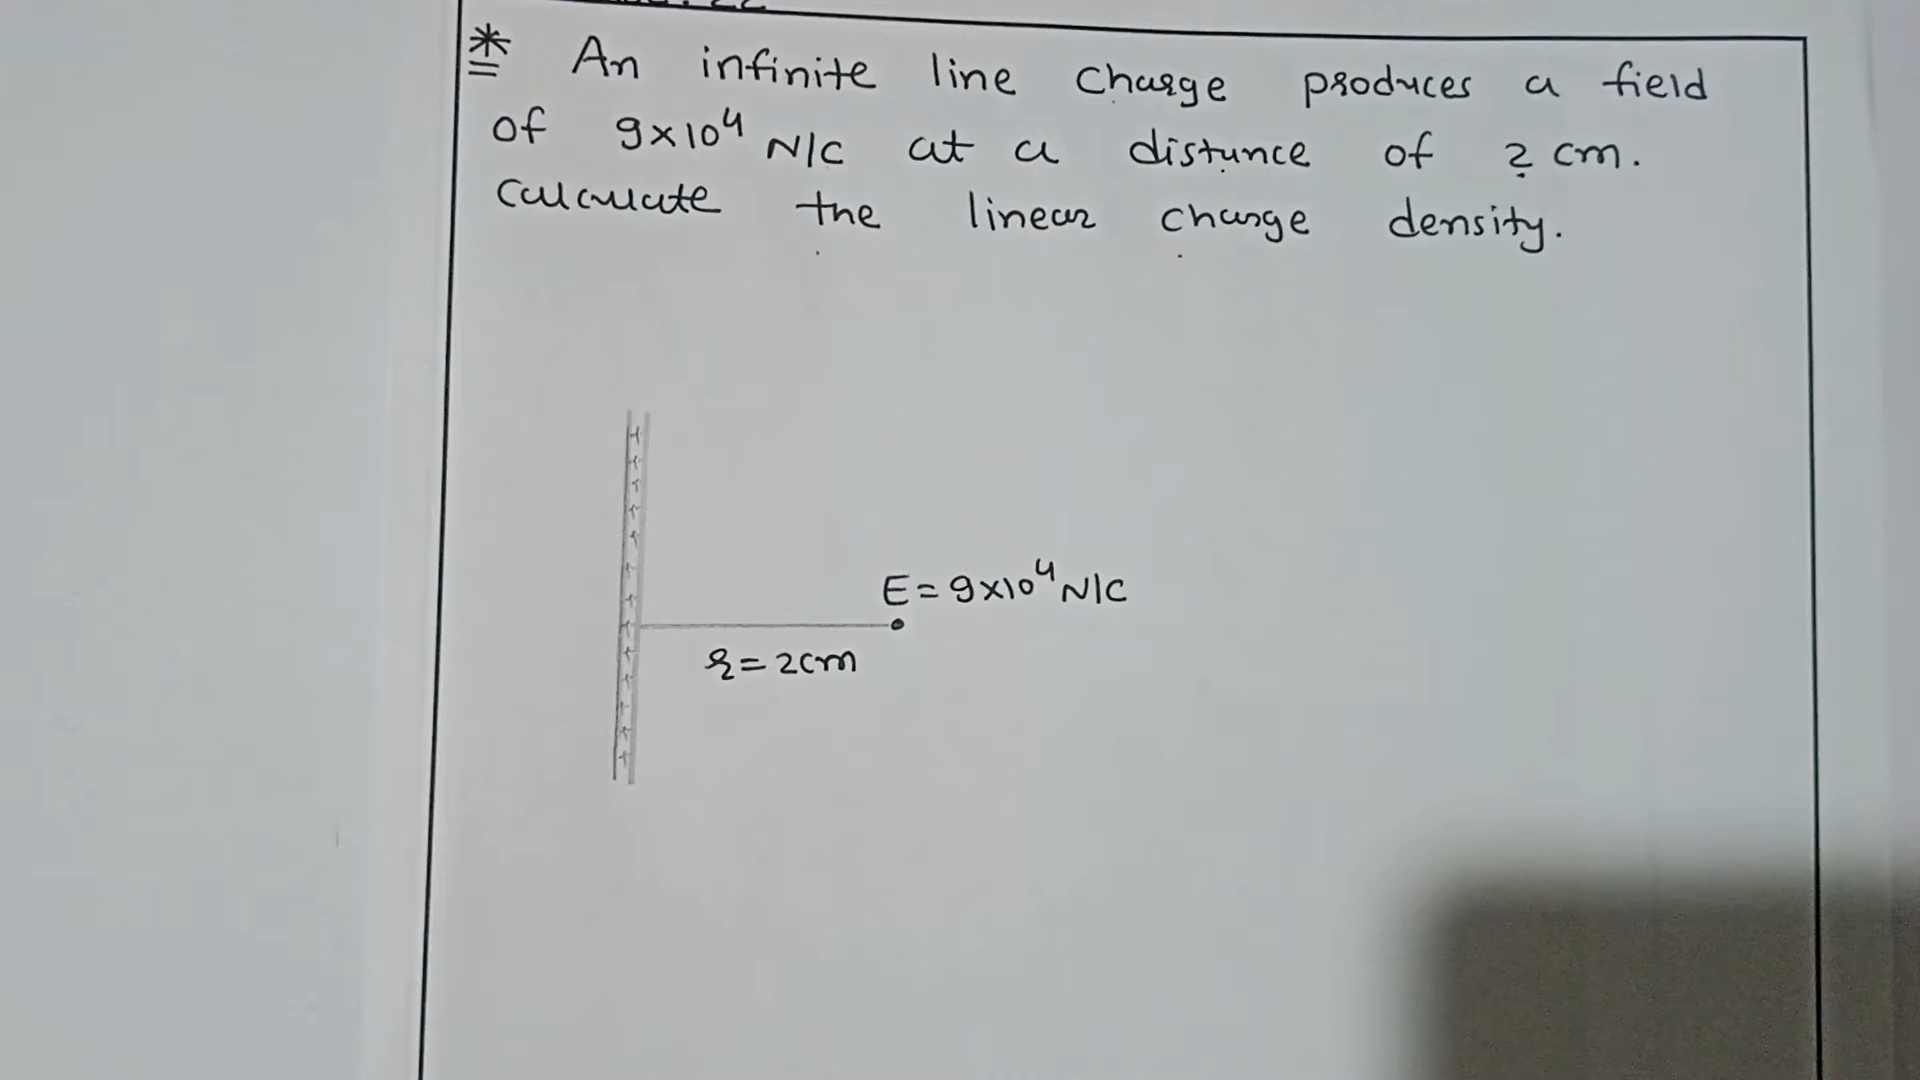 * An infinite line charge produces a field
of 9×10⁴ N/C at a distance of 2 cm.
Calculate the linear charge density.
E = 9×10⁴ N/C
r = 2cm